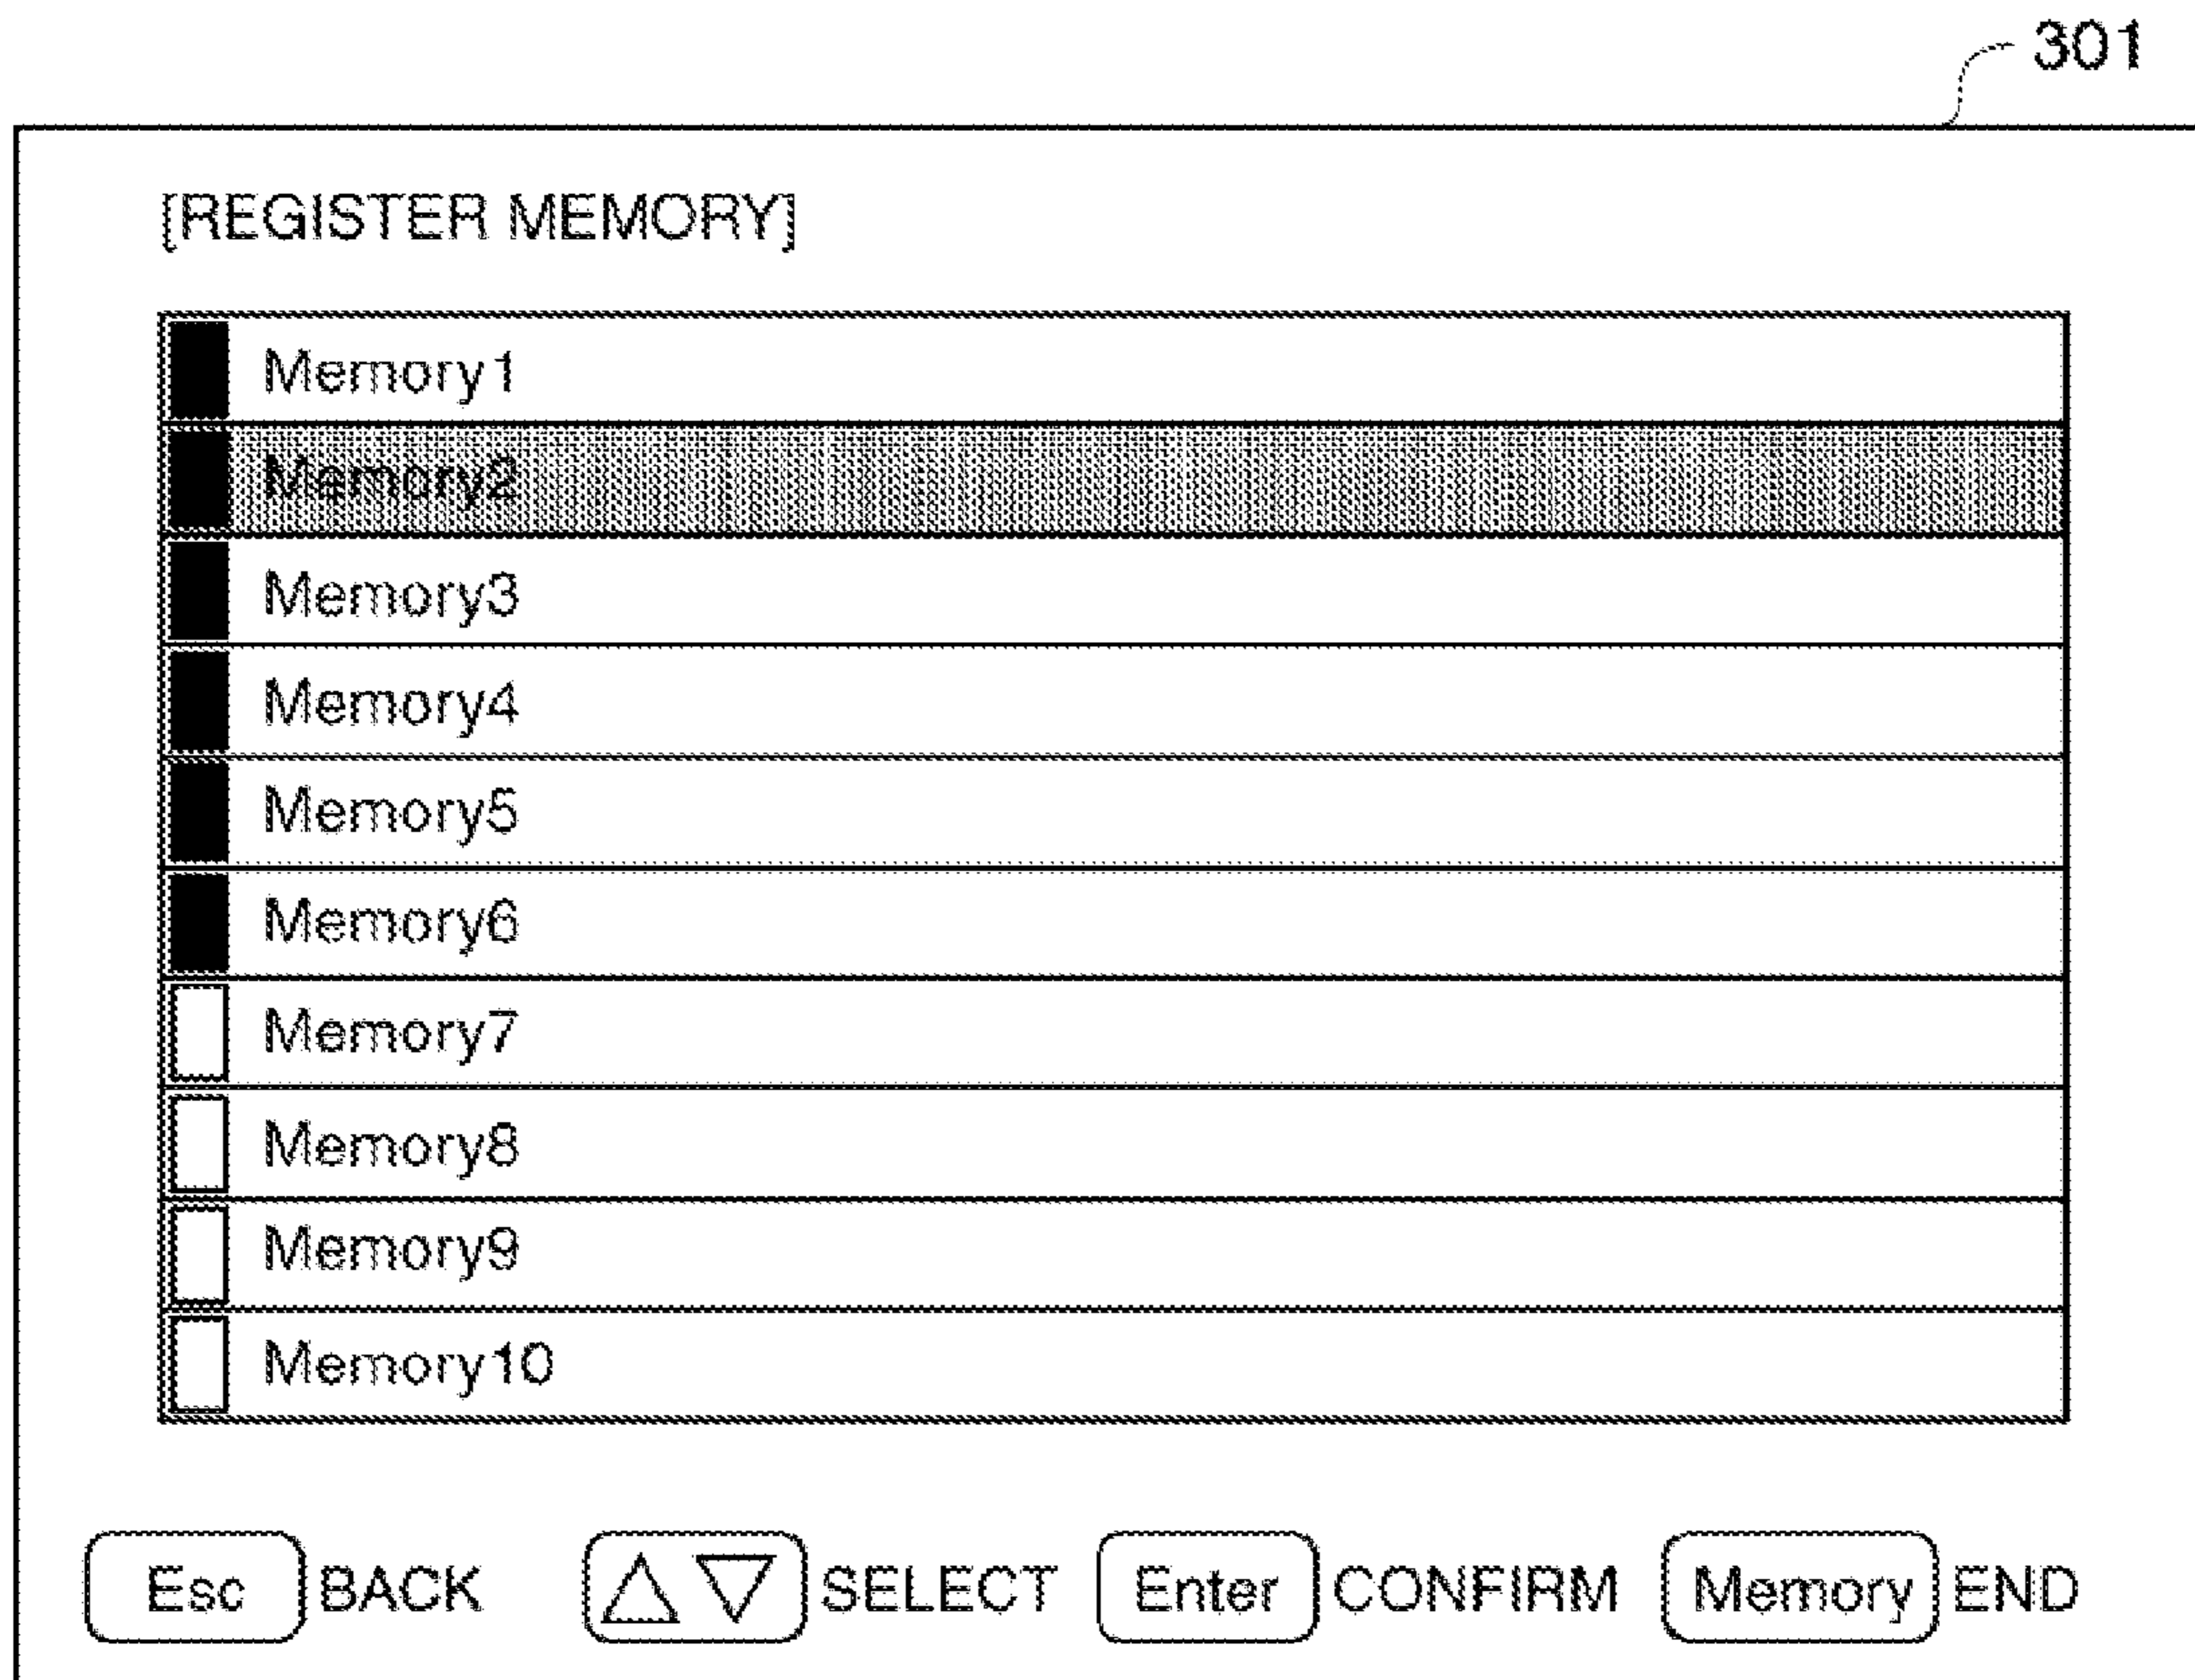 301
[REGISTER MEMORY]
Memory1
Memory2
Memory3
Memory4
Memory5
Memory6
Memory7
Memory8
Memory9
Memory10
Esc BACK △▽ SELECT Enter CONFIRM Memory END